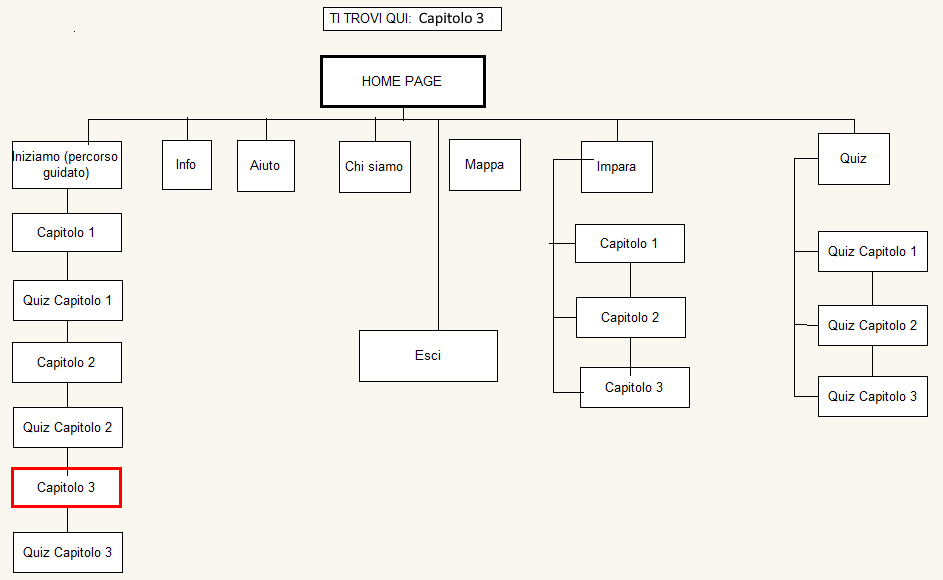 TI TROVI QUI: Capitolo 3
HOME PAGE
Iniziamo (percorso
guidato)
Info
Aiuto
Chi siamo
Mappa
Impara
Quiz
Capitolo 1
Quiz Capitolo 1
Capitolo 2
Quiz Capitolo 2
Capitolo 3
Quiz Capitolo 3
Esci
Capitolo 1
Capitolo 2
Capitolo 3
Quiz Capitolo 1
Quiz Capitolo 2
Quiz Capitolo 3